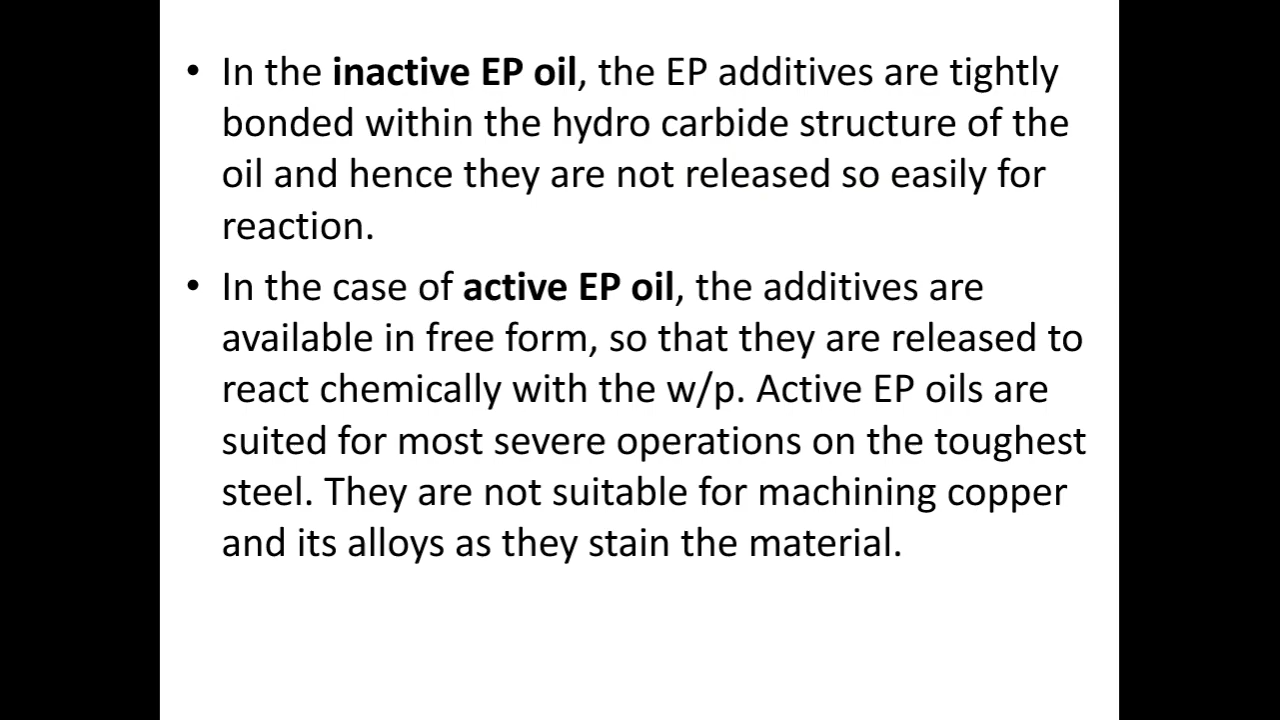 • In the inactive EP oil, the EP additives are tightly
bonded within the hydro carbide structure of the
oil and hence they are not released so easily for
reaction.
• In the case of active EP oil, the additives are
available in free form, so that they are released to
react chemically with the w/p. Active EP oils are
suited for most severe operations on the toughest
steel. They are not suitable for machining copper
and its alloys as they stain the material.